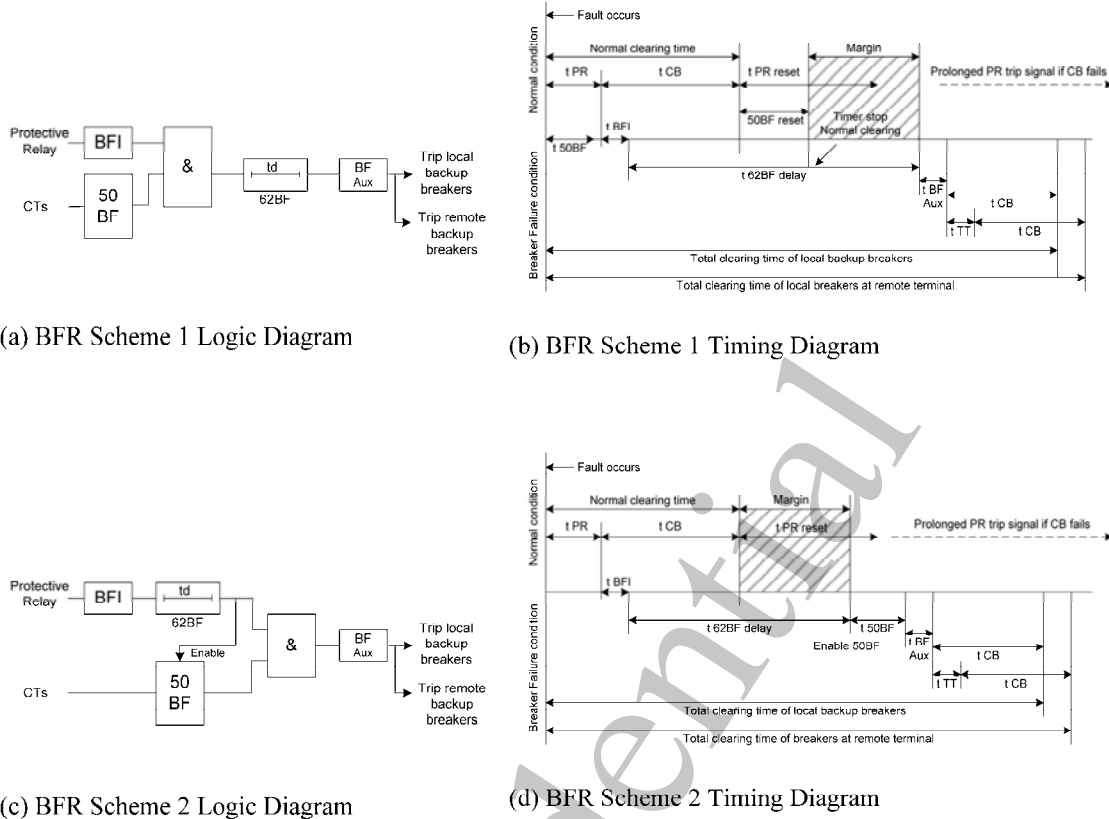 Protective
Relay
BFI
50
BF
CTs
&
td
62BF
BF
Aux
Trip local
backup
breakers
Trip remote
backup
breakers
(a) BFR Scheme 1 Logic Diagram
Fault occurs
Normal condition
Normal clearing time
Margin
t PR
t CB
t PR reset
Prolonged PR trip signal if CB fails
50BF reset
Timer stop
Normal clearing
t BFI
t 50BF
Breaker Failure condition
t 62BF delay
t BF
Aux
t CB
t TT
t CB
Total clearing time of local backup breakers
Total clearing time of local breakers at remote terminal
(b) BFR Scheme 1 Timing Diagram
Protective
Relay
BFI
td
62BF
Enable
CTs
50
BF
&
BF
Aux
Trip local
backup
breakers
Trip remote
backup
breakers
(c) BFR Scheme 2 Logic Diagram
Fault occurs
Normal condition
Normal clearing time
Margin
t PR
t CB
t PR reset
Prolonged PR trip signal if CB fails
t BFI
Breaker Failure condition
t 62BF delay
t 50BF
Enable 50BF
t BF
Aux
t CB
t TT
t CB
Total clearing time of local backup breakers
Total clearing time of breakers at remote terminal
(d) BFR Scheme 2 Timing Diagram
dential